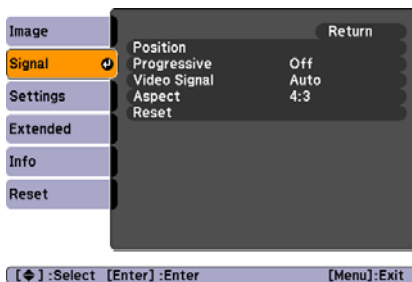 Image
Signal
Settings
Extended
Info
Reset
Return
Position
Progressive Off
Video Signal Auto
Aspect 4:3
Reset
[◆]:Select [Enter]:Enter [Menu]:Exit